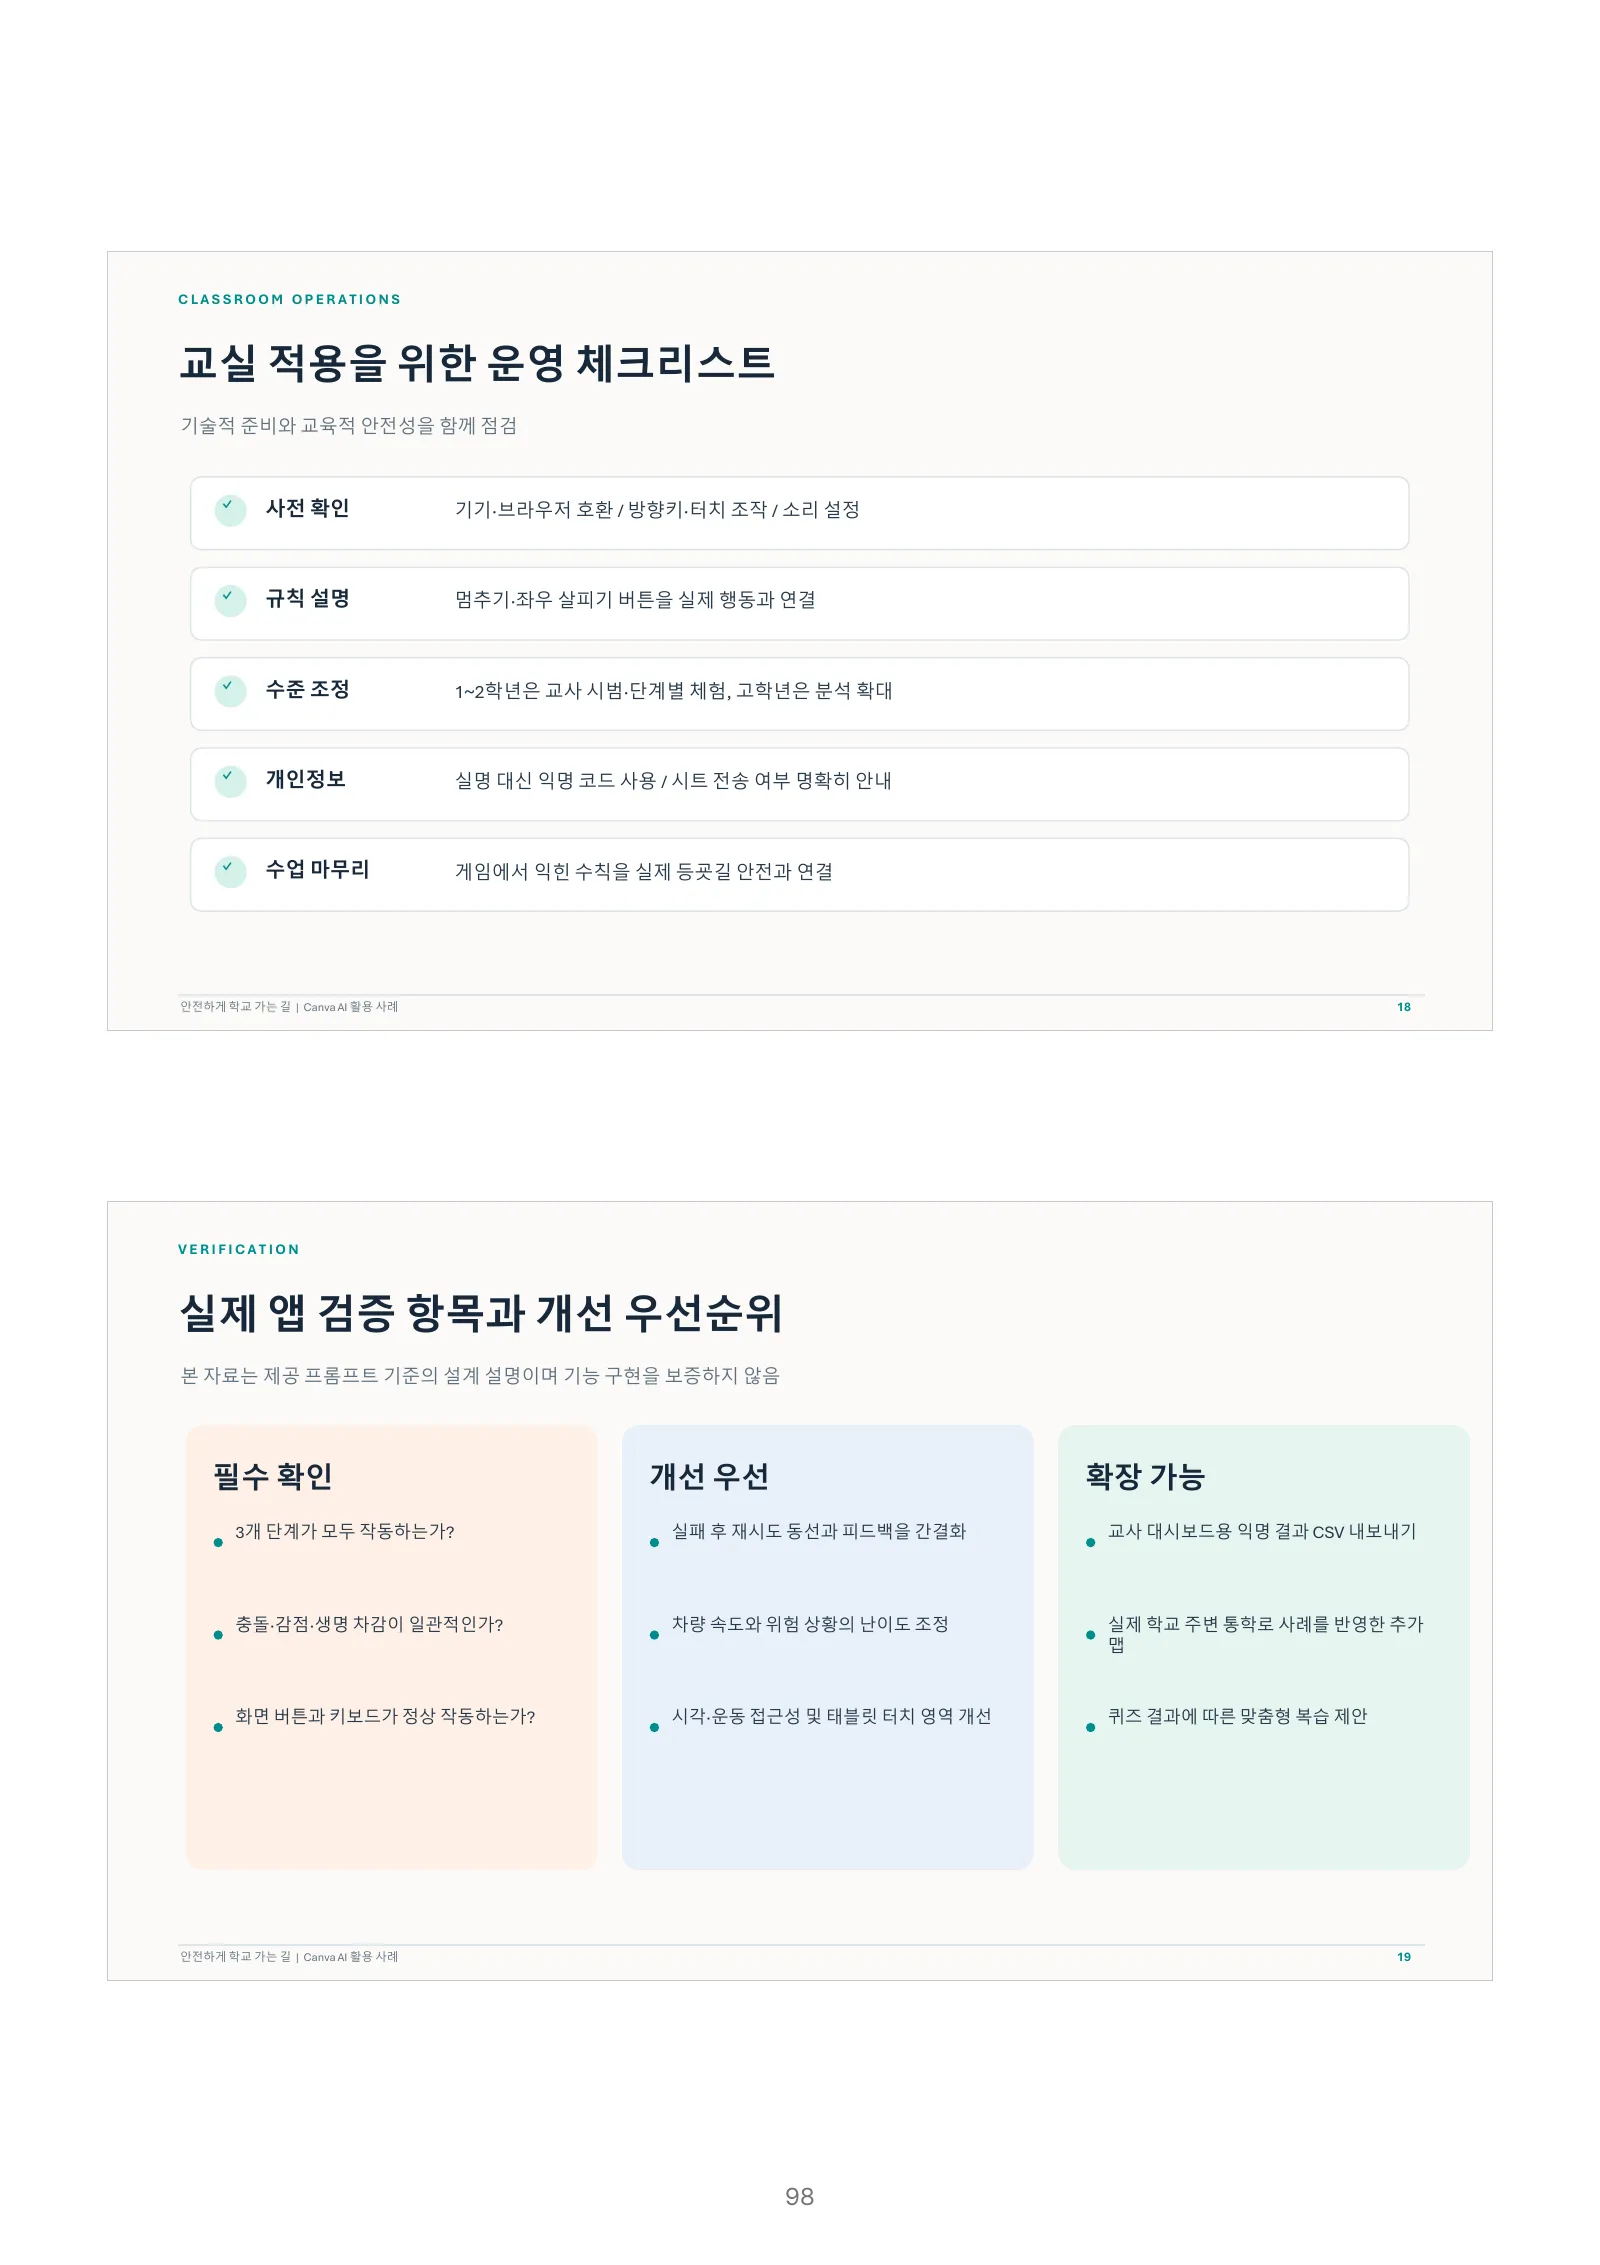 CLASSROOM OPERATIONS
교실 적용을 위한 운영 체크리스트
기술적 준비와 교육적 안전성을 함께 점검
사전 확인 기기·브라우저 호환 / 방향키·터치 조작 / 소리 설정
규칙 설명 멈추기·좌우 살피기 버튼을 실제 행동과 연결
수준 조정 1~2학년은 교사 시범·단계별 체험, 고학년은 분석 확대
개인정보 실명 대신 익명 코드 사용 / 시트 전송 여부 명확히 안내
수업 마무리 게임에서 익힌 수칙을 실제 등굣길 안전과 연결
안전하게 학교 가는 길 | Canva AI 활용 사례 18
VERIFICATION
실제 앱 검증 항목과 개선 우선순위
본 자료는 제공 프롬프트 기준의 설계 설명이며 기능 구현을 보증하지 않음
필수 확인
3개 단계가 모두 작동하는가?
충돌·감점·생명 차감이 일관적인가?
화면 버튼과 키보드가 정상 작동하는가?
개선 우선
실패 후 재시도 동선과 피드백을 간결화
차량 속도와 위험 상황의 난이도 조정
시각·운동 접근성 및 태블릿 터치 영역 개선
확장 가능
교사 대시보드용 익명 결과 CSV 내보내기
실제 학교 주변 통학로 사례를 반영한 추가
맵
퀴즈 결과에 따른 맞춤형 복습 제안
안전하게 학교 가는 길 | Canva AI 활용 사례 19
98